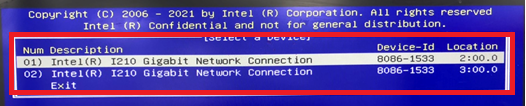 Copyright (C) 2006 - 2021 by Intel (R) Corporation. All rights reserved
Intel (R) Confidential and not for general distribution.
[Select a Device]
Num Description Device-Id Location
01) Intel(R) I210 Gigabit Network Connection 8086-1533 2:00.0
02) Intel(R) I210 Gigabit Network Connection 8086-1533 3:00.0
Exit